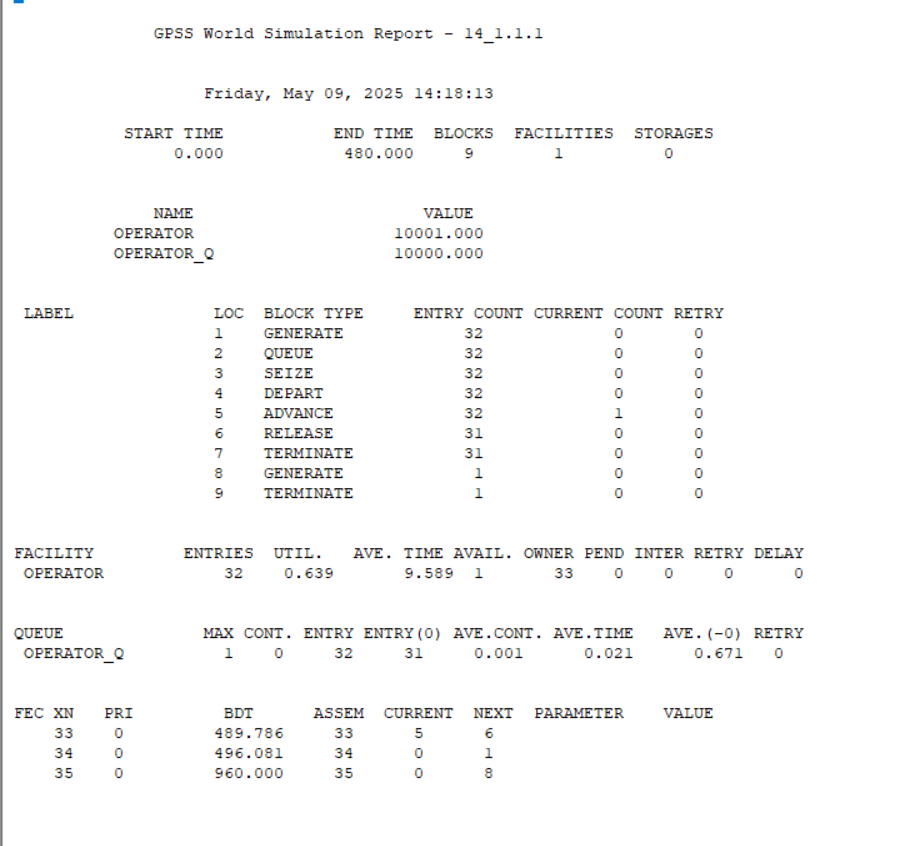 GPSS World Simulation Report - 14_1.1.1
Friday, May 09, 2025 14:18:13
START TIME END TIME BLOCKS FACILITIES STORAGES
0.000 480.000 9 1 0
NAME VALUE
OPERATOR 10001.000
OPERATOR_Q 10000.000
LABEL LOC BLOCK TYPE ENTRY COUNT CURRENT COUNT RETRY
1 GENERATE 32 0 0
2 QUEUE 32 0 0
3 SEIZE 32 0 0
4 DEPART 32 0 0
5 ADVANCE 32 1 0
6 RELEASE 31 0 0
7 TERMINATE 31 0 0
8 GENERATE 1 0 0
9 TERMINATE 1 0 0
FACILITY ENTRIES UTIL. AVE. TIME AVAIL. OWNER PEND INTER RETRY DELAY
OPERATOR 32 0.639 9.589 1 33 0 0 0 0
QUEUE MAX CONT. ENTRY ENTRY(0) AVE.CONT. AVE.TIME AVE.(-0) RETRY
OPERATOR_Q 1 0 32 31 0.001 0.021 0.671 0
FEC XN PRI BDT ASSEM CURRENT NEXT PARAMETER VALUE
33 0 489.786 33 5 6
34 0 496.081 34 0 1
35 0 960.000 35 0 8